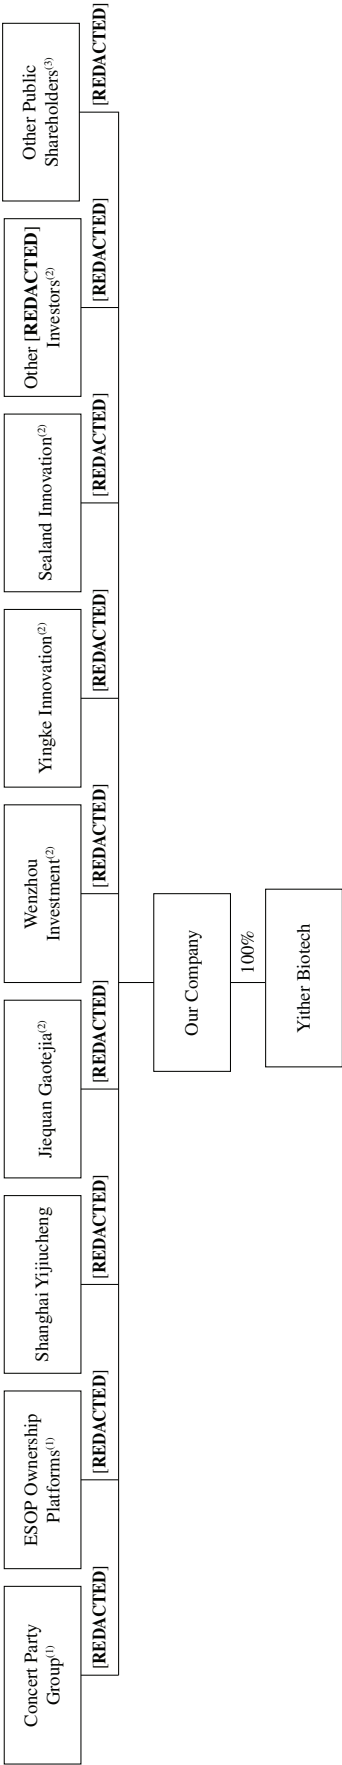 Concert Party
Group(1)
ESOP Ownership
Platforms(1)
Shanghai Yijiucheng
Jiequan Gaotejia(2)
Wenzhou
Investment(2)
Yingke Innovation(2)
Sealand Innovation(2)
Other [REDACTED]
Investors(2)
Other Public
Shareholders(3)
[REDACTED]
[REDACTED]
[REDACTED]
[REDACTED]
[REDACTED]
[REDACTED]
[REDACTED]
[REDACTED]
[REDACTED]
Our Company
100%
Yither Biotech